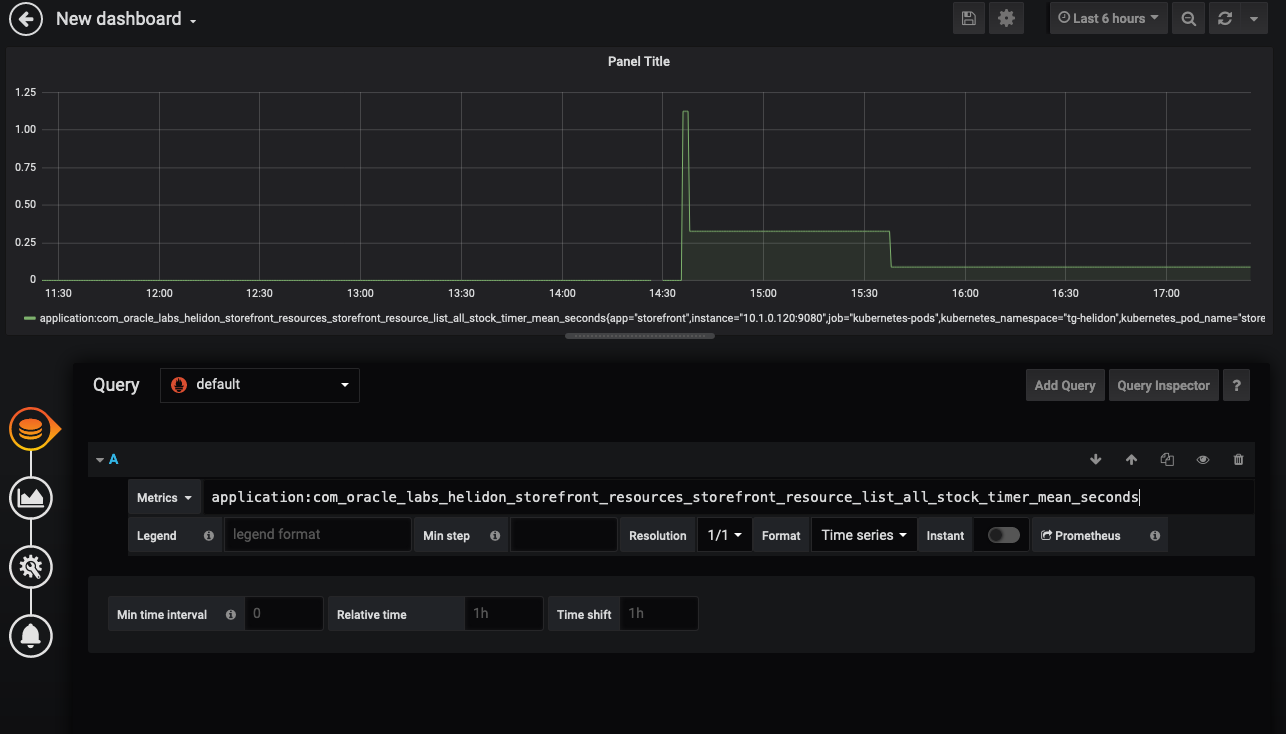 New dashboard
Last 6 hours
Panel Title
1.25
1.00
0.75
0.50
0.25
0
11:30 12:00 12:30 13:00 13:30 14:00 14:30 15:00 15:30 16:00 16:30 17:00
application:com_oracle_labs_helidon_storefront_resources_storefront_resource_list_all_stock_timer_mean_seconds{app="storefront",instance="10.1.0.120:9080",job="kubernetes-pods",kubernetes_namespace="tg-helidon",kubernetes_pod_name="store
Query default Add Query Query Inspector ?
A
Metrics application:com_oracle_labs_helidon_storefront_resources_storefront_resource_list_all_stock_timer_mean_seconds
Legend legend format Min step Resolution 1/1 Format Time series Instant Prometheus
Min time interval 0 Relative time 1h Time shift 1h